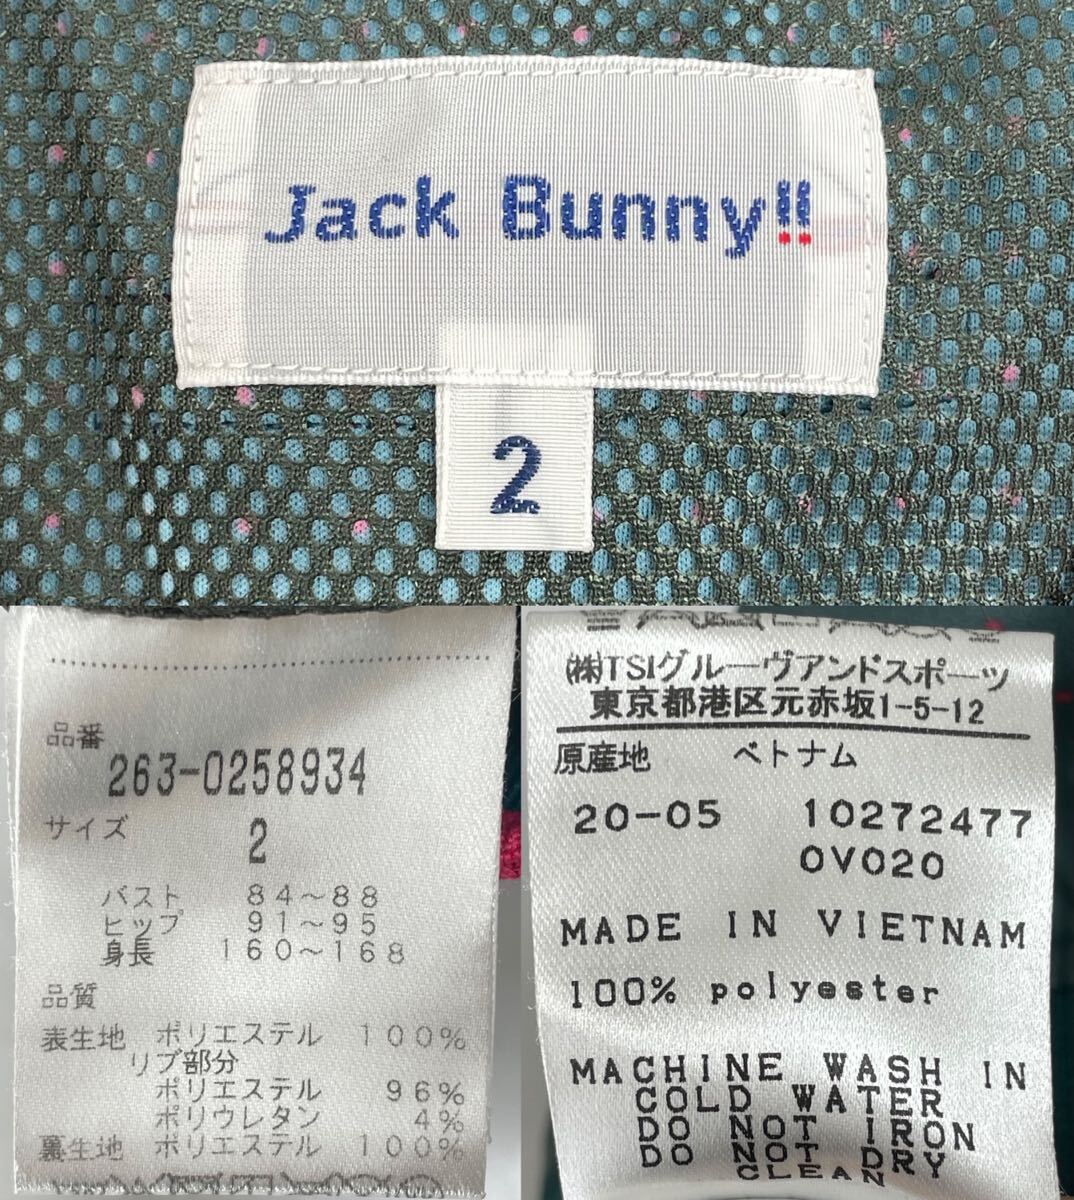 Jack Bunny!!
2
品番
263-0258934
サイズ 2
バスト 84～88
ヒップ 91～95
身長 160～168
品質
表生地 ポリエステル 100%
リブ部分
ポリエステル 96%
ポリウレタン 4%
裏生地 ポリエステル 100%
㈱TSIグルーヴアンドスポーツ
東京都港区元赤坂1-5-12
原産地 ベトナム
20-05 10272477
0V020
MADE IN VIETNAM
100% polyester
MACHINE WASH IN
COLD WATER
DO NOT IRON
DO NOT DRY
CLEAN